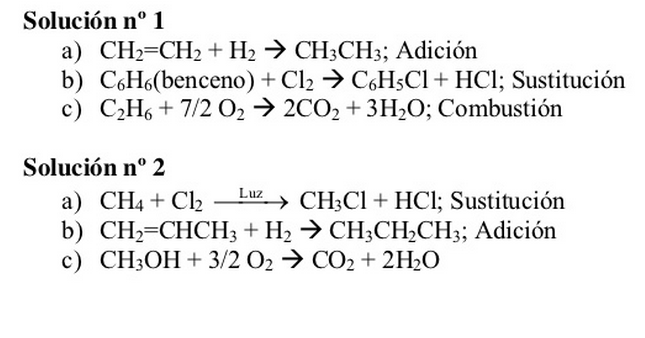 Solución nº 1
a) CH₂=CH₂ + H₂ → CH₃CH₃; Adición
b) C₆H₆(benceno) + Cl₂ → C₆H₅Cl + HCl; Sustitución
c) C₂H₆ + 7/2 O₂ → 2CO₂ + 3H₂O; Combustión
Solución nº 2
a) CH₄ + Cl₂ —Luz→ CH₃Cl + HCl; Sustitución
b) CH₂=CHCH₃ + H₂ → CH₃CH₂CH₃; Adición
c) CH₃OH + 3/2 O₂ → CO₂ + 2H₂O